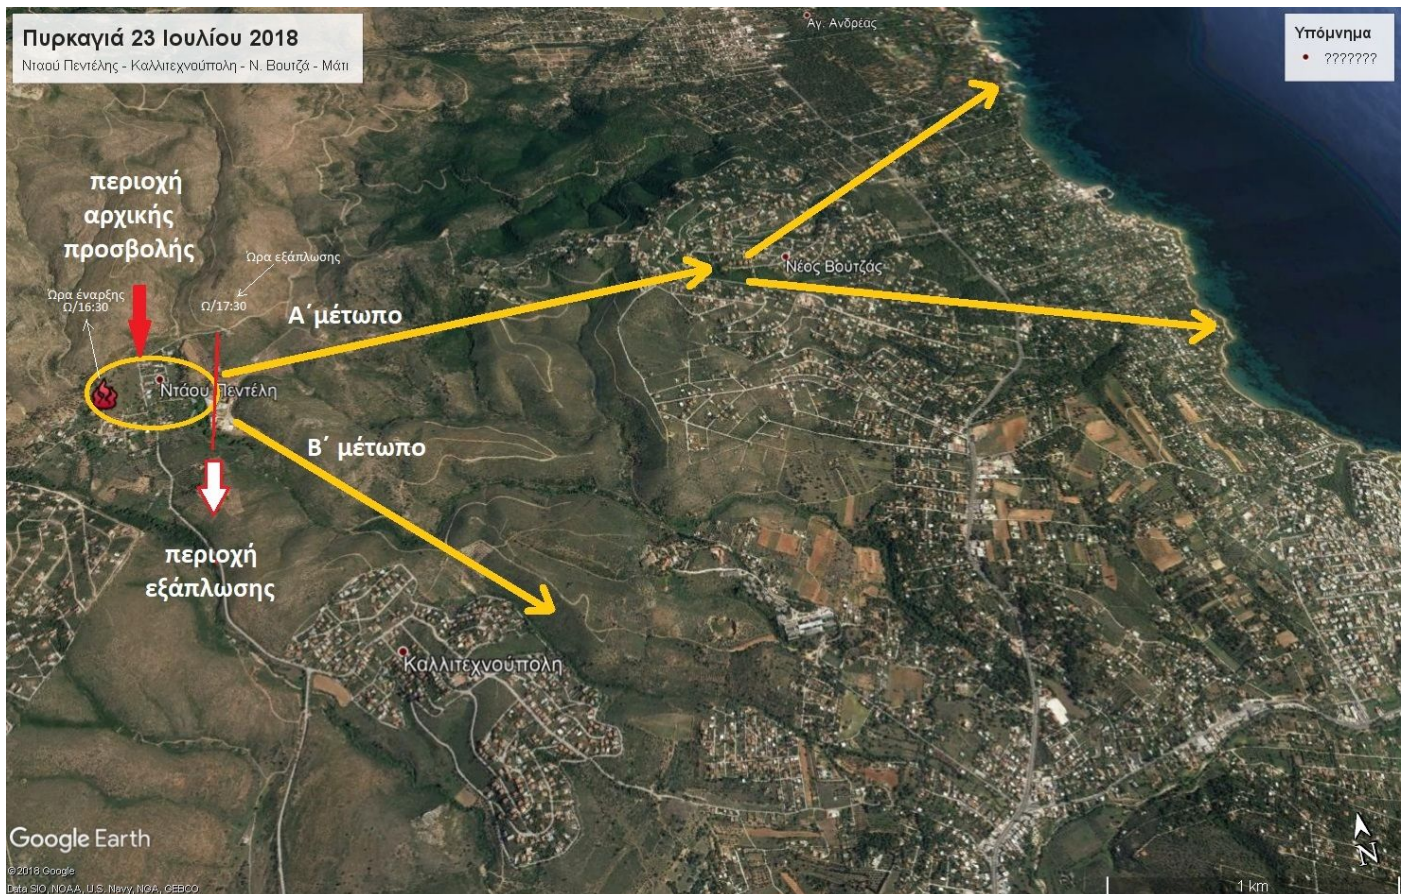 Πυρκαγιά 23 Ιουλίου 2018
Νταού Πεντέλης - Καλλιτεχνούπολη - Ν. Βουτζά - Μάτι
Υπόμνημα
???????
Αγ. Ανδρέας
περιοχή
αρχικής
προσβολής
Ώρα εξάπλωσης
Ω/17:30
Ώρα έναρξης
Ω/16:30
Α΄μέτωπο
Νέος Βουτζάς
Ντάου Πεντέλη
Β΄ μέτωπο
περιοχή
εξάπλωσης
Καλλιτεχνούπολη
Google Earth
©2018 Google
Data SIO, NOAA, U.S. Navy, NGA, GEBCO
1 km
N